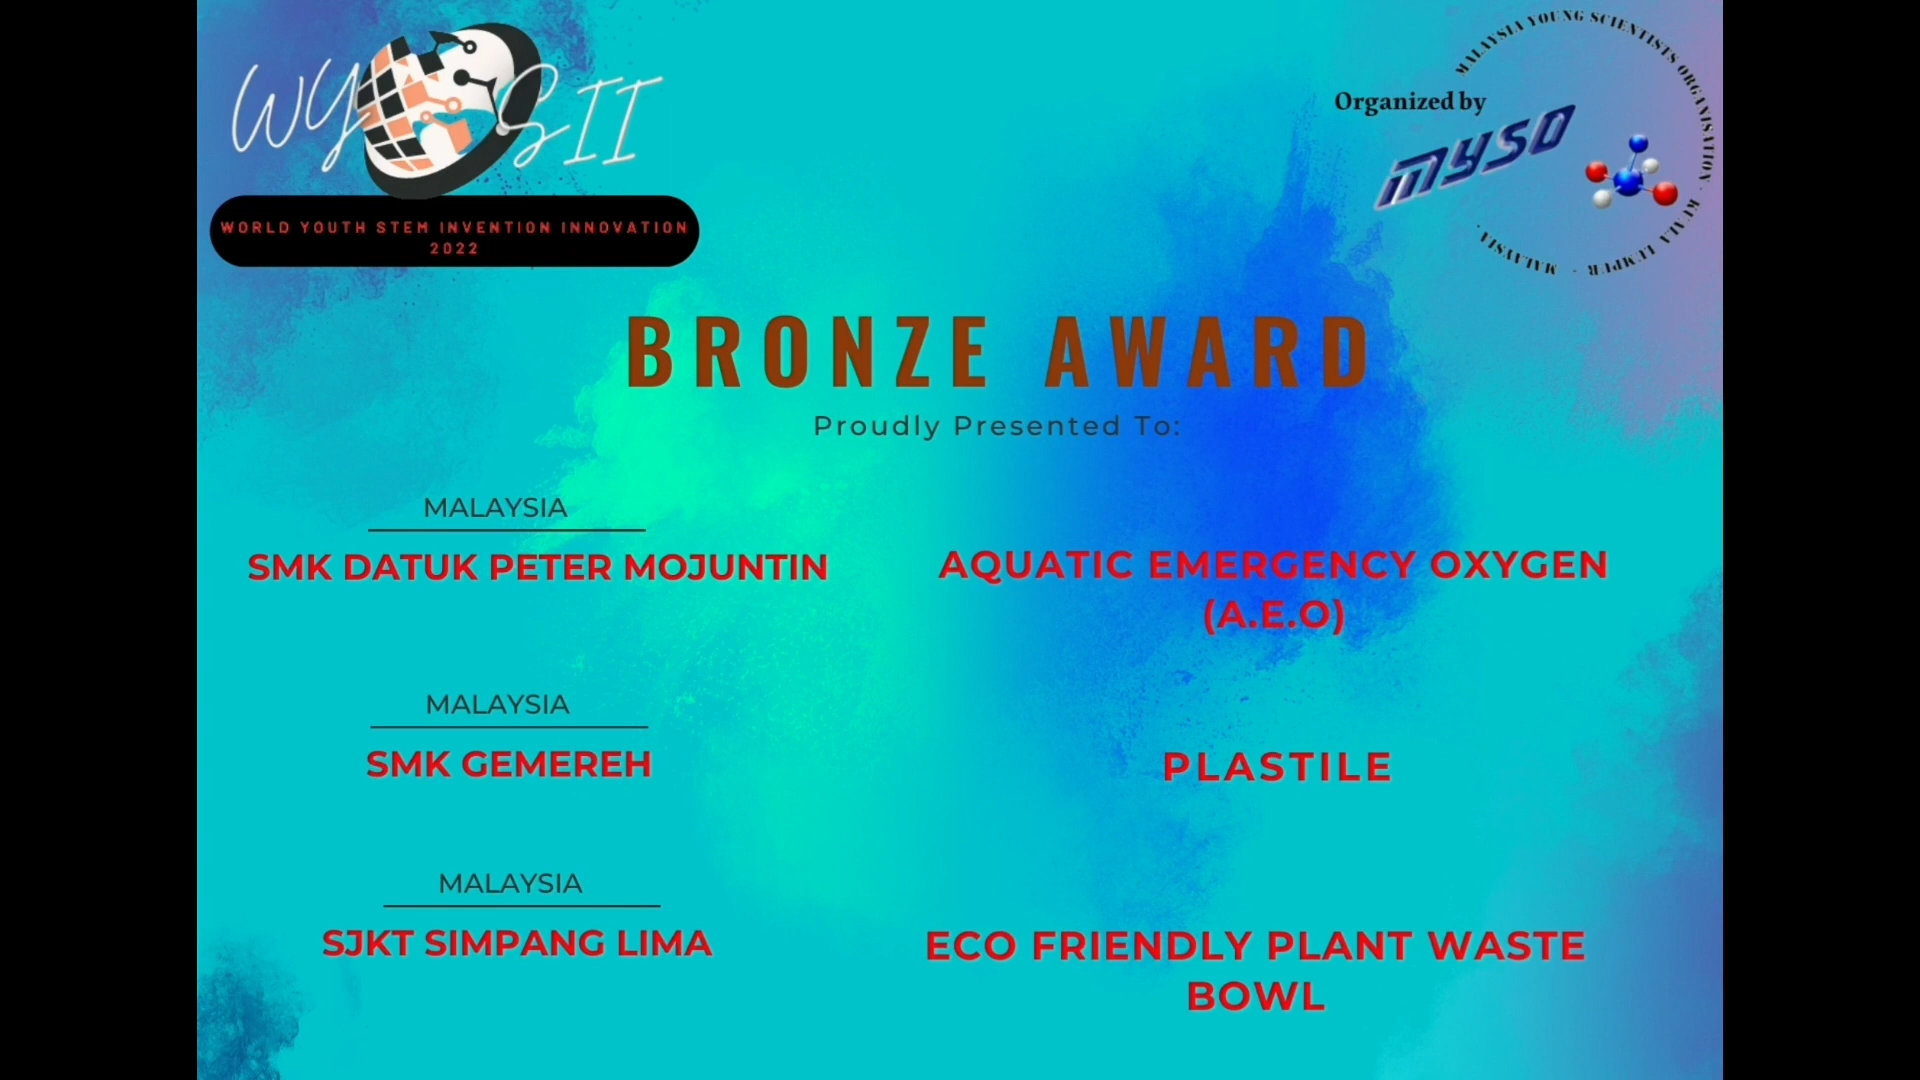 WY SII
WORLD YOUTH STEM INVENTION INNOVATION
2022
MALAYSIA YOUNG SCIENTISTS ORGANISATION · KUALA LUMPUR · MALAYSIA ·
Organized by
MYSO
BRONZE AWARD
Proudly Presented To:
MALAYSIA
SMK DATUK PETER MOJUNTIN
AQUATIC EMERGENCY OXYGEN
(A.E.O)
MALAYSIA
SMK GEMEREH
PLASTILE
MALAYSIA
SJKT SIMPANG LIMA
ECO FRIENDLY PLANT WASTE
BOWL